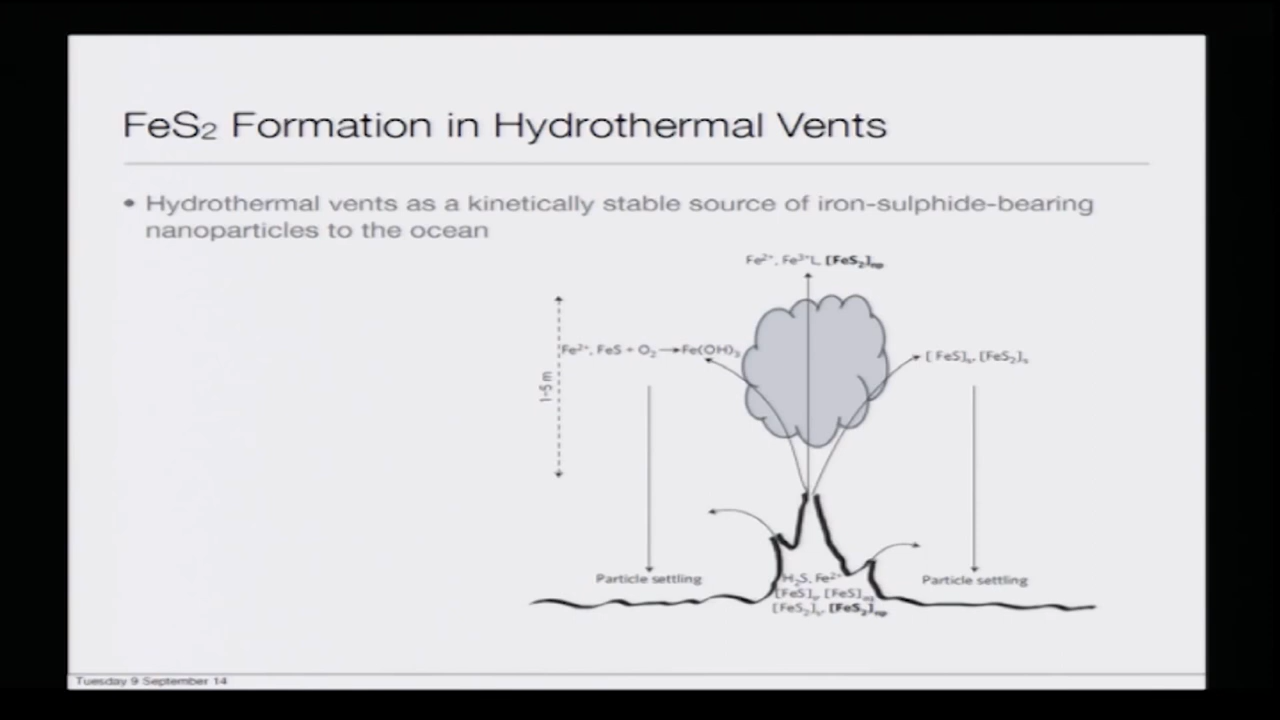 FeS₂ Formation in Hydrothermal Vents
• Hydrothermal vents as a kinetically stable source of iron-sulphide-bearing
nanoparticles to the ocean
Fe²⁺, Fe³⁺L, [FeS₂]ₙₚ
Fe²⁺, FeS + O₂→Fe(OH)₃
[ FeS]ₛ, [FeS₂]ₛ
1–5 m
Particle settling
Particle settling
H₂S, Fe²⁺
[FeS]ₛ, [FeS]aq
[FeS₂]ₛ, [FeS₂]ₙₚ
Tuesday 9 September 14